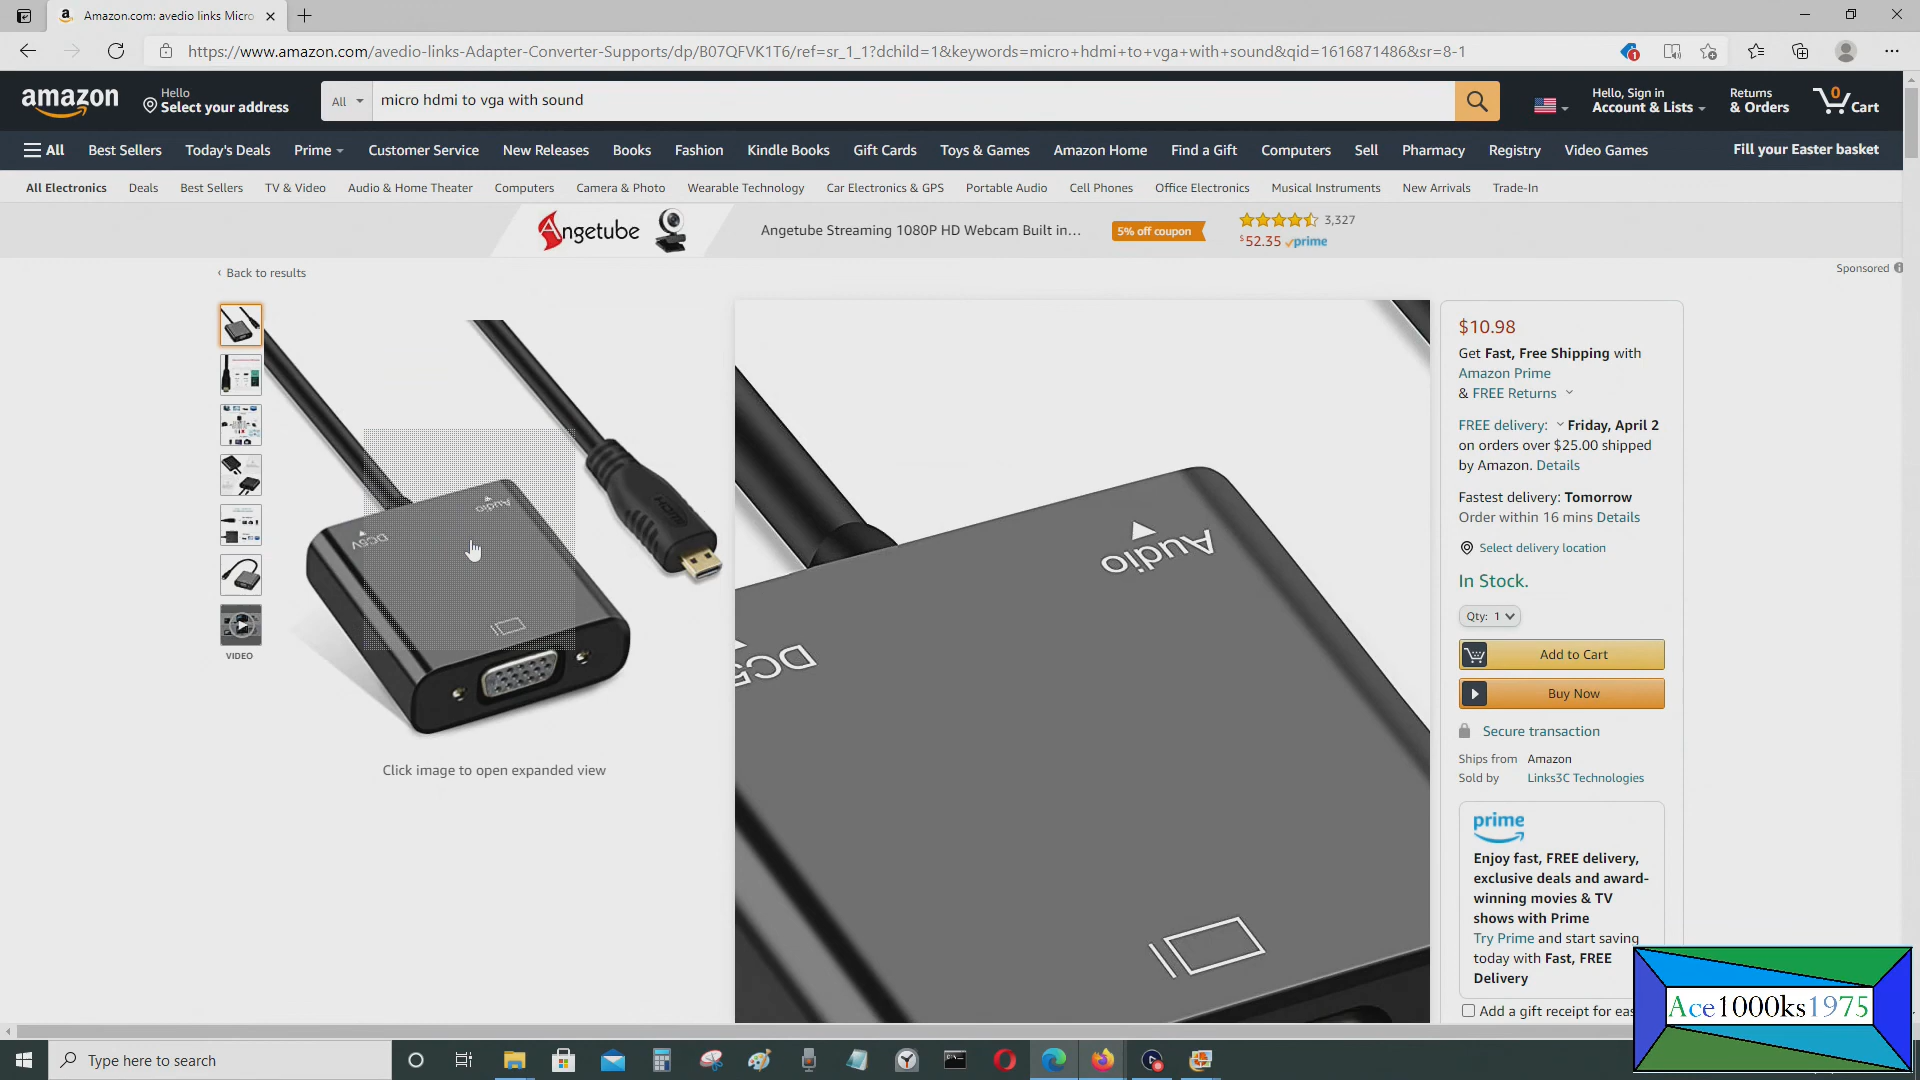 Amazon.com: avedio links Micro
https://www.amazon.com/avedio-links-Adapter-Converter-Supports/dp/B07QFVK1T6/ref=sr_1_1?dchild=1&keywords=micro+hdmi+to+vga+with+sound&qid=1616871486&sr=8-1
1
amazon
Hello
Select your address
All
micro hdmi to vga with sound
Hello, Sign in
Account & Lists
Returns
& Orders
0
Cart
All
Best Sellers
Today's Deals
Prime
Customer Service
New Releases
Books
Fashion
Kindle Books
Gift Cards
Toys & Games
Amazon Home
Find a Gift
Computers
Sell
Pharmacy
Registry
Video Games
Fill your Easter basket
All Electronics
Deals
Best Sellers
TV & Video
Audio & Home Theater
Computers
Camera & Photo
Wearable Technology
Car Electronics & GPS
Portable Audio
Cell Phones
Office Electronics
Musical Instruments
New Arrivals
Trade-In
Angetube
Angetube Streaming 1080P HD Webcam Built in...
5% off coupon
3,327
$52.35 prime
‹ Back to results
Sponsored
VIDEO
Audio
DC5V
HDMI
Click image to open expanded view
Audio
DC5
$10.98
Get Fast, Free Shipping with
Amazon Prime
& FREE Returns
FREE delivery: Friday, April 2
on orders over $25.00 shipped
by Amazon. Details
Fastest delivery: Tomorrow
Order within 16 mins Details
Select delivery location
In Stock.
Qty: 1
Add to Cart
Buy Now
Secure transaction
Ships from Amazon
Sold by Links3C Technologies
prime
Enjoy fast, FREE delivery,
exclusive deals and award-
winning movies & TV
shows with Prime
Try Prime and start saving
today with Fast, FREE
Delivery
Add a gift receipt for eas
Ace1000ks1975
Type here to search